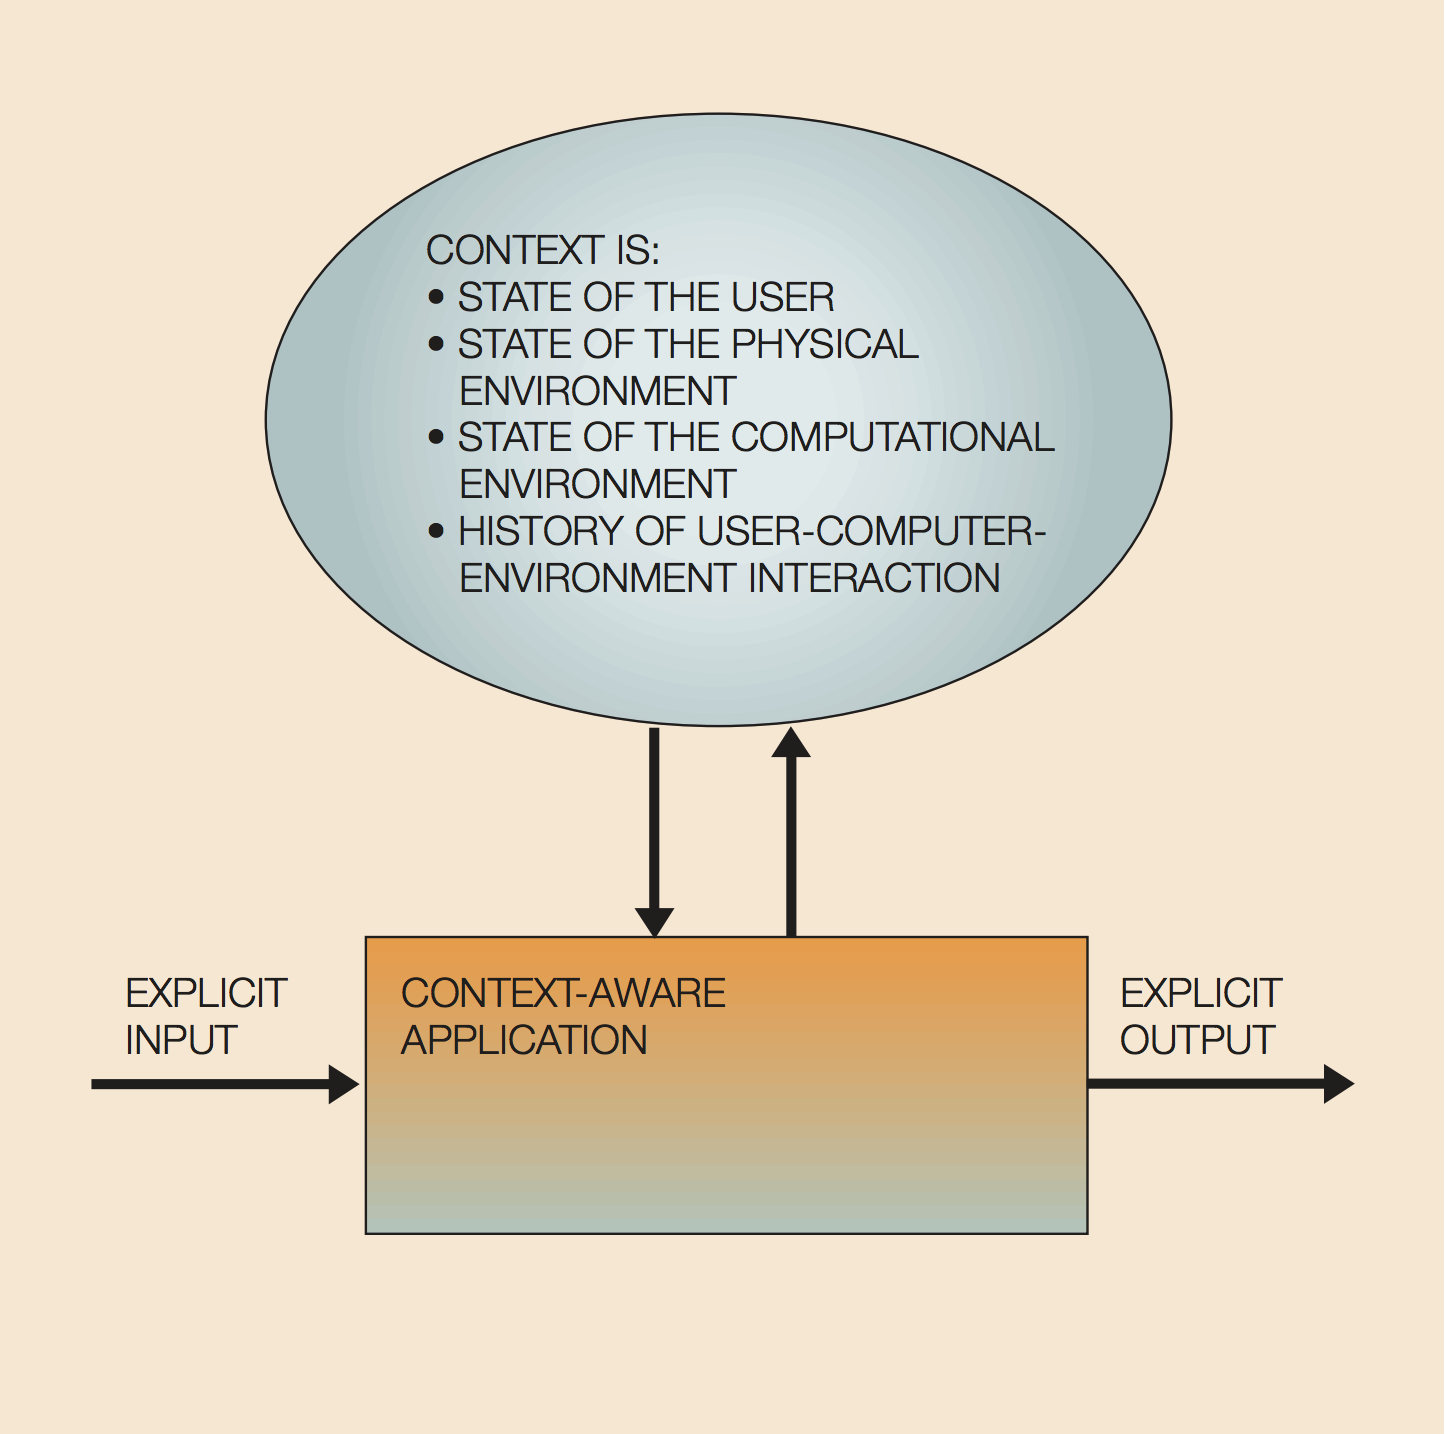 CONTEXT IS:
• STATE OF THE USER
• STATE OF THE PHYSICAL
ENVIRONMENT
• STATE OF THE COMPUTATIONAL
ENVIRONMENT
• HISTORY OF USER-COMPUTER-
ENVIRONMENT INTERACTION
EXPLICIT
INPUT
CONTEXT-AWARE
APPLICATION
EXPLICIT
OUTPUT